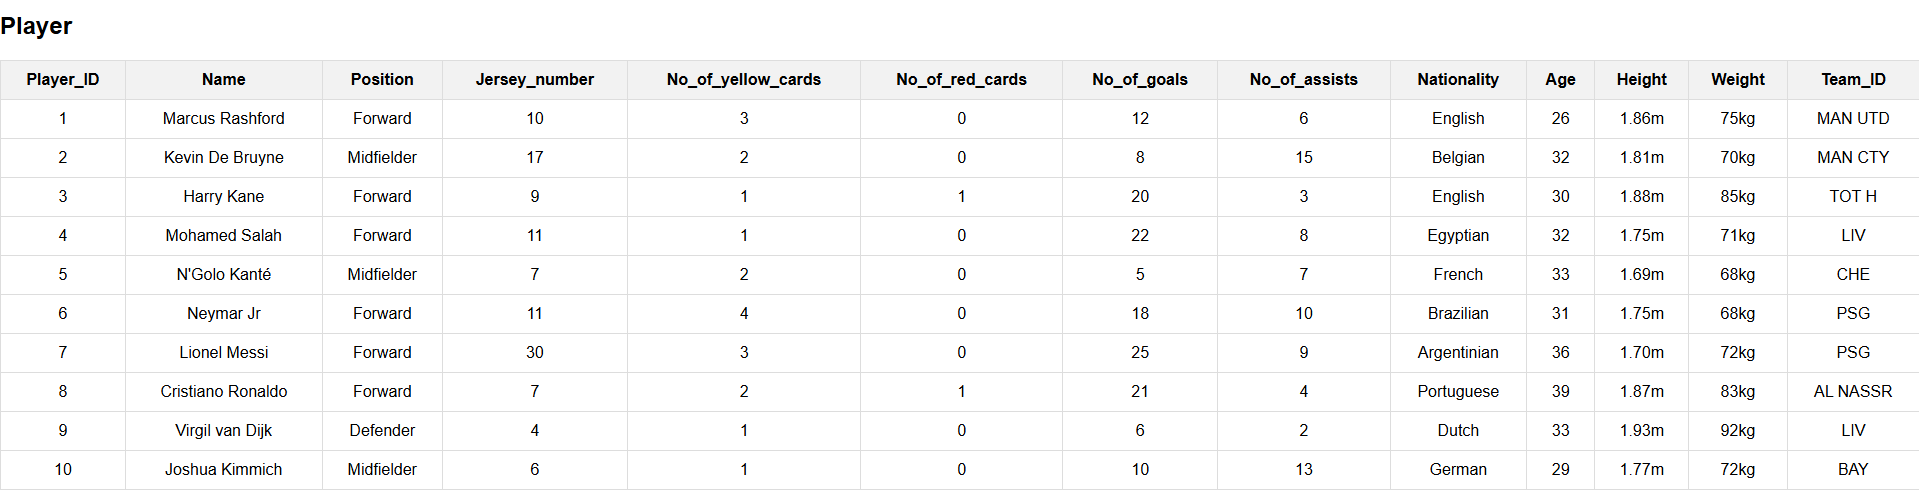 Player
Player_ID Name Position Jersey_number No_of_yellow_cards No_of_red_cards No_of_goals No_of_assists Nationality Age Height Weight Team_ID
1 Marcus Rashford Forward 10 3 0 12 6 English 26 1.86m 75kg MAN UTD
2 Kevin De Bruyne Midfielder 17 2 0 8 15 Belgian 32 1.81m 70kg MAN CTY
3 Harry Kane Forward 9 1 1 20 3 English 30 1.88m 85kg TOT H
4 Mohamed Salah Forward 11 1 0 22 8 Egyptian 32 1.75m 71kg LIV
5 N'Golo Kanté Midfielder 7 2 0 5 7 French 33 1.69m 68kg CHE
6 Neymar Jr Forward 11 4 0 18 10 Brazilian 31 1.75m 68kg PSG
7 Lionel Messi Forward 30 3 0 25 9 Argentinian 36 1.70m 72kg PSG
8 Cristiano Ronaldo Forward 7 2 1 21 4 Portuguese 39 1.87m 83kg AL NASSR
9 Virgil van Dijk Defender 4 1 0 6 2 Dutch 33 1.93m 92kg LIV
10 Joshua Kimmich Midfielder 6 1 0 10 13 German 29 1.77m 72kg BAY